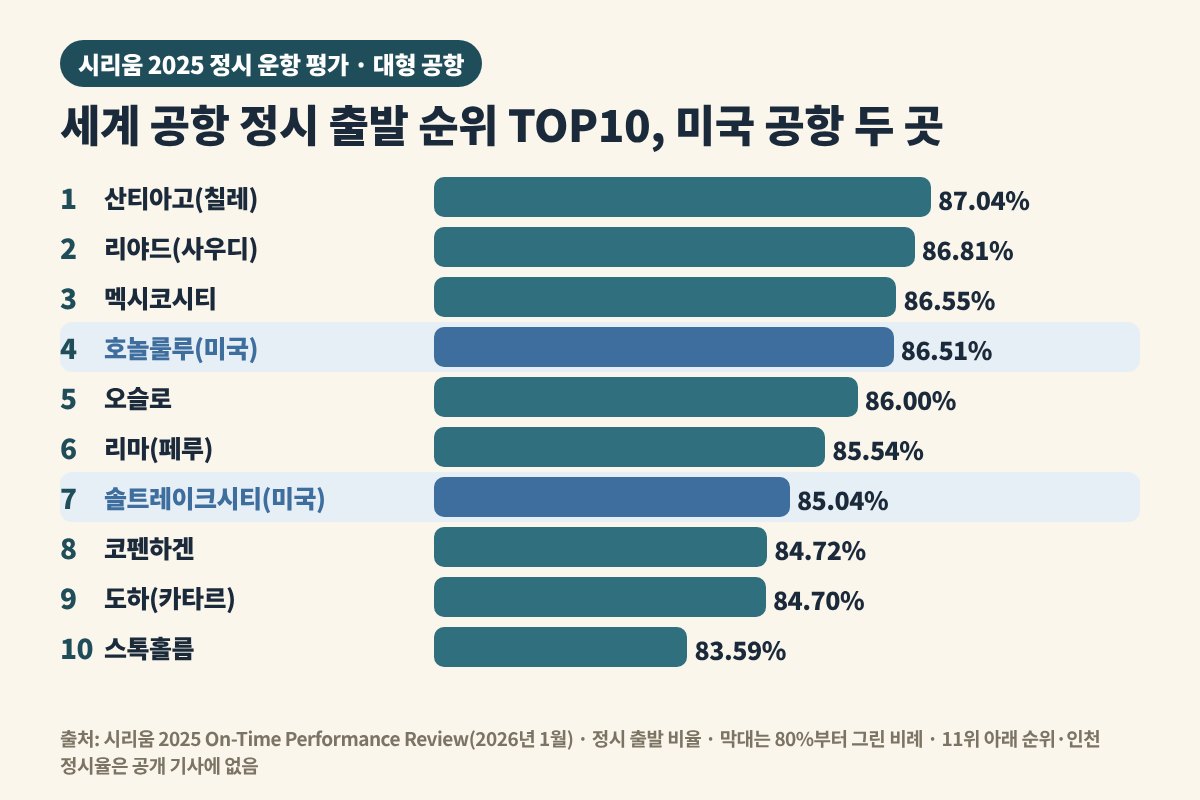 시리움 2025 정시 운항 평가 · 대형 공항
세계 공항 정시 출발 순위 TOP10, 미국 공항 두 곳
1 산티아고(칠레) 87.04%
2 리야드(사우디) 86.81%
3 멕시코시티 86.55%
4 호놀룰루(미국) 86.51%
5 오슬로 86.00%
6 리마(페루) 85.54%
7 솔트레이크시티(미국) 85.04%
8 코펜하겐 84.72%
9 도하(카타르) 84.70%
10 스톡홀름 83.59%
출처: 시리움 2025 On-Time Performance Review(2026년 1월) · 정시 출발 비율 · 막대는 80%부터 그린 비례 · 11위 아래 순위·인천
정시율은 공개 기사에 없음